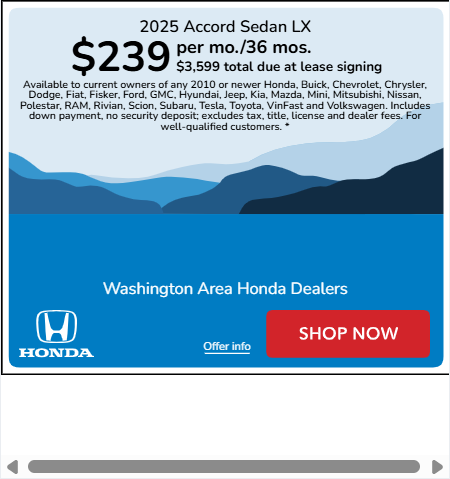 2025 Accord Sedan LX
$239 per mo./36 mos.
$3,599 total due at lease signing
Available to current owners of any 2010 or newer Honda, Buick, Chevrolet, Chrysler,
Dodge, Fiat, Fisker, Ford, GMC, Hyundai, Jeep, Kia, Mazda, Mini, Mitsubishi, Nissan,
Polestar, RAM, Rivian, Scion, Subaru, Tesla, Toyota, VinFast and Volkswagen. Includes
down payment, no security deposit; excludes tax, title, license and dealer fees. For
well-qualified customers. *
Washington Area Honda Dealers
HONDA
Offer info
SHOP NOW